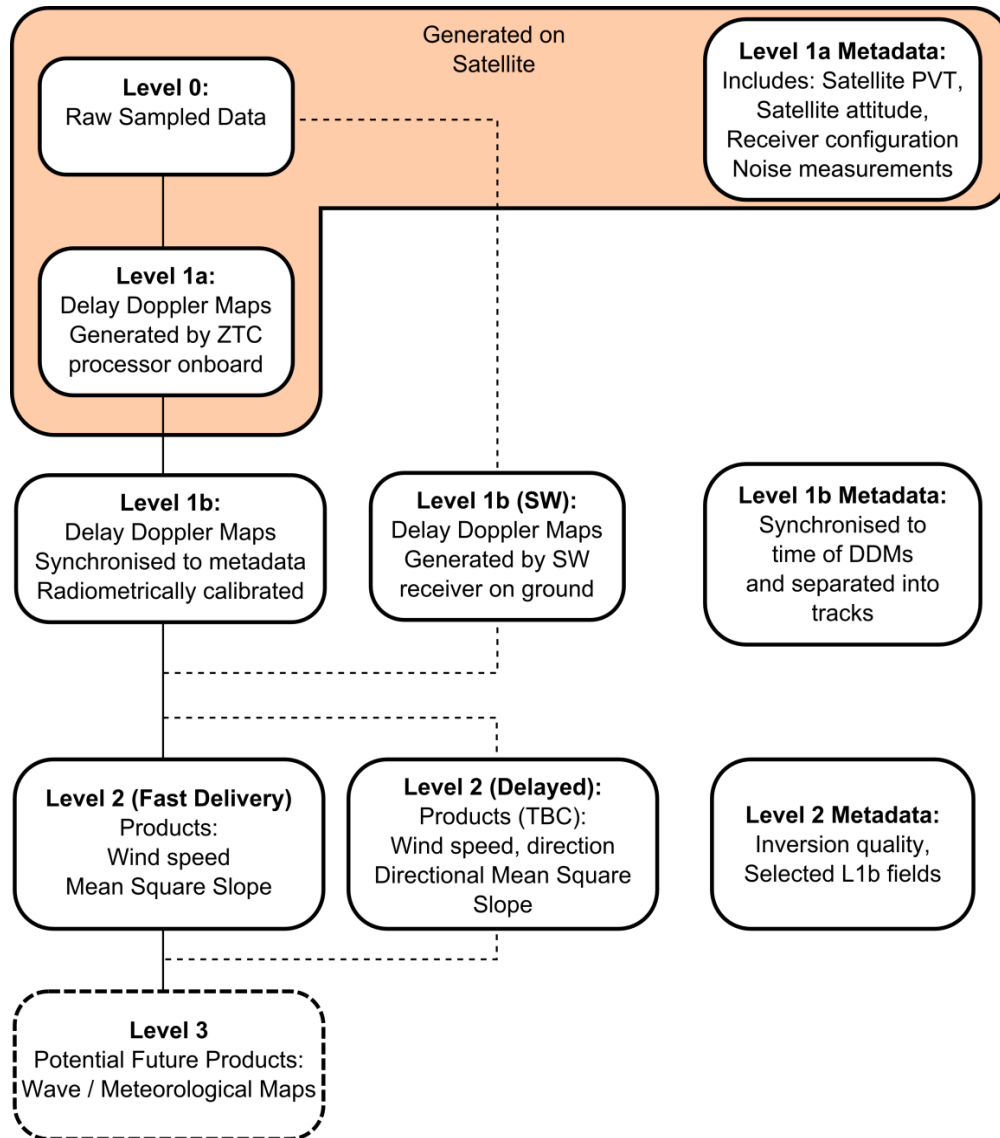 Generated on
Satellite
Level 0:
Raw Sampled Data
Level 1a Metadata:
Includes: Satellite PVT,
Satellite attitude,
Receiver configuration
Noise measurements
Level 1a:
Delay Doppler Maps
Generated by ZTC
processor onboard
Level 1b:
Delay Doppler Maps
Synchronised to metadata
Radiometrically calibrated
Level 1b (SW):
Delay Doppler Maps
Generated by SW
receiver on ground
Level 1b Metadata:
Synchronised to
time of DDMs
and separated into
tracks
Level 2 (Fast Delivery)
Products:
Wind speed
Mean Square Slope
Level 2 (Delayed):
Products (TBC):
Wind speed, direction
Directional Mean Square
Slope
Level 2 Metadata:
Inversion quality,
Selected L1b fields
Level 3
Potential Future Products:
Wave / Meteorological Maps